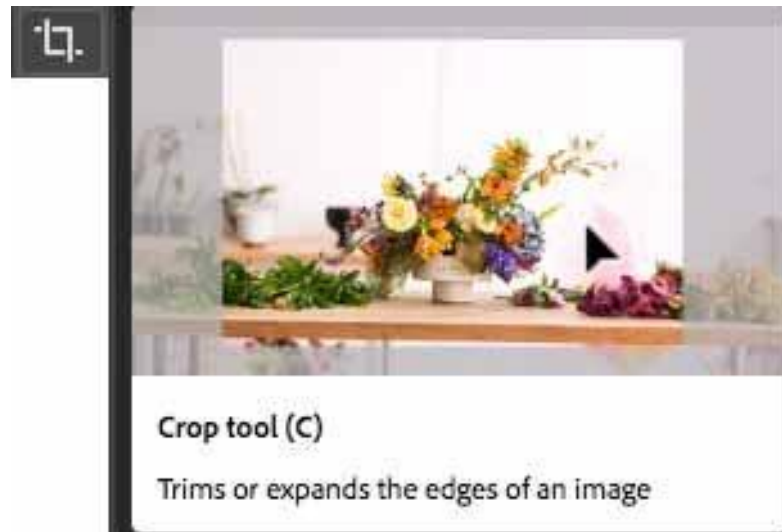 Crop tool (C)
Trims or expands the edges of an image